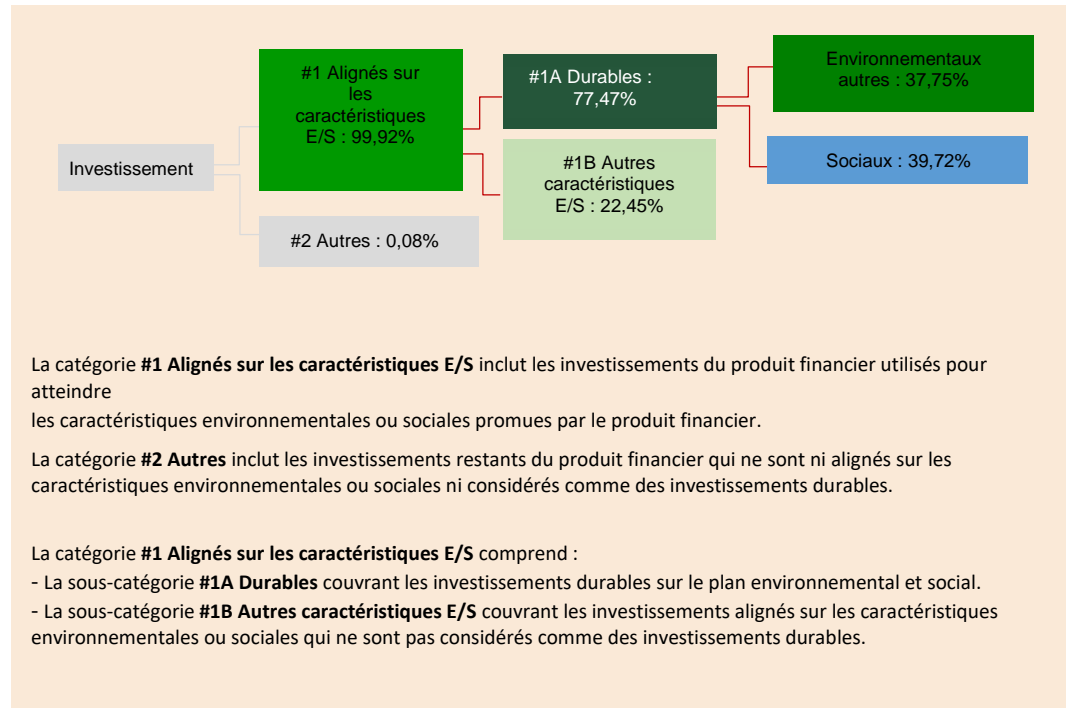 #1 Alignés sur
les
caractéristiques
E/S : 99,92%
#1A Durables :
77,47%
Environnementaux
autres : 37,75%
Investissement
#1B Autres
caractéristiques
E/S : 22,45%
Sociaux : 39,72%
#2 Autres : 0,08%
La catégorie #1 Alignés sur les caractéristiques E/S inclut les investissements du produit financier utilisés pour
atteindre
les caractéristiques environnementales ou sociales promues par le produit financier.
La catégorie #2 Autres inclut les investissements restants du produit financier qui ne sont ni alignés sur les
caractéristiques environnementales ou sociales ni considérés comme des investissements durables.
La catégorie #1 Alignés sur les caractéristiques E/S comprend :
- La sous-catégorie #1A Durables couvrant les investissements durables sur le plan environnemental et social.
- La sous-catégorie #1B Autres caractéristiques E/S couvrant les investissements alignés sur les caractéristiques
environnementales ou sociales qui ne sont pas considérés comme des investissements durables.